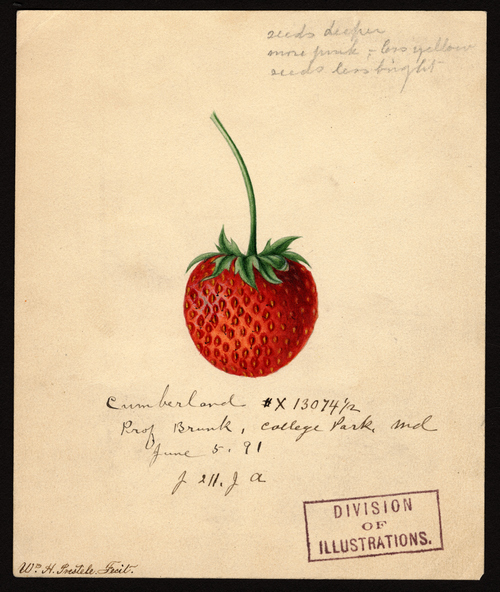 seeds deeper
more pink - less yellow
seeds less bright
Cumberland #X 13074½
Prof Brunk, College Park, Md
June 5. 91
DIVISION
OF
ILLUSTRATIONS.
Wm. H. Prestele Fecit.